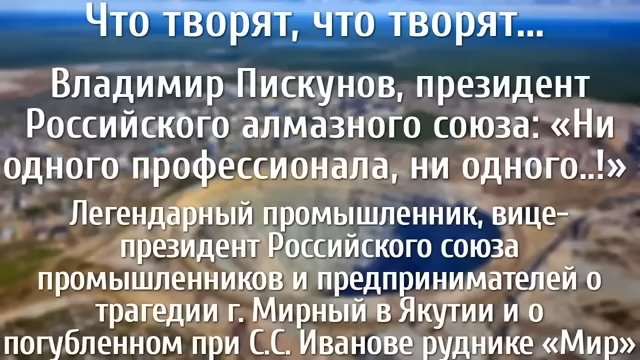 Что творят, что творят...
Владимир Пискунов, президент
Российского алмазного союза: «Ни
одного профессионала, ни одного..!»
Легендарный промышленник, вице-
президент Российского союза
промышленников и предпринимателей о
трагедии г. Мирный в Якутии и о
погубленном при С.С. Иванове руднике «Мир»